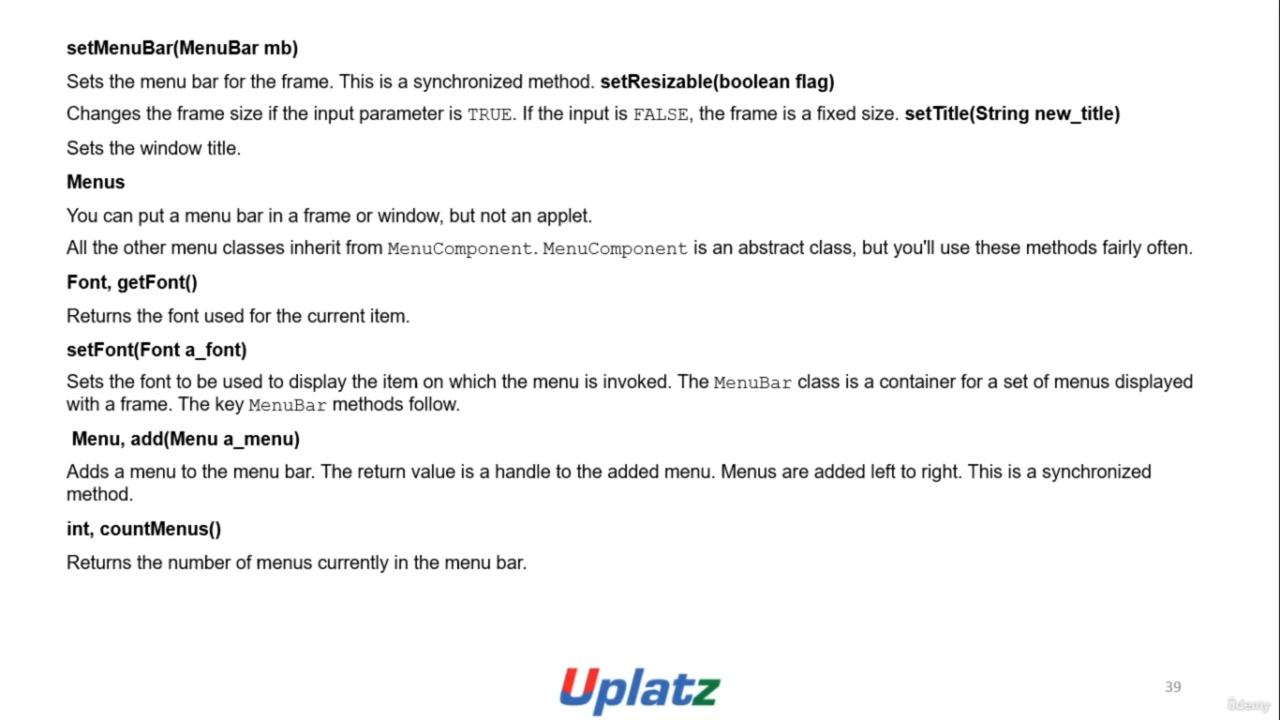 setMenuBar(MenuBar mb)
Sets the menu bar for the frame. This is a synchronized method. setResizable(boolean flag)
Changes the frame size if the input parameter is TRUE. If the input is FALSE, the frame is a fixed size. setTitle(String new_title)
Sets the window title.
Menus
You can put a menu bar in a frame or window, but not an applet.
All the other menu classes inherit from MenuComponent. MenuComponent is an abstract class, but you'll use these methods fairly often.
Font, getFont()
Returns the font used for the current item.
setFont(Font a_font)
Sets the font to be used to display the item on which the menu is invoked. The MenuBar class is a container for a set of menus displayed
with a frame. The key MenuBar methods follow.
Menu, add(Menu a_menu)
Adds a menu to the menu bar. The return value is a handle to the added menu. Menus are added left to right. This is a synchronized
method.
int, countMenus()
Returns the number of menus currently in the menu bar.
Uplatz
39
ûdemy